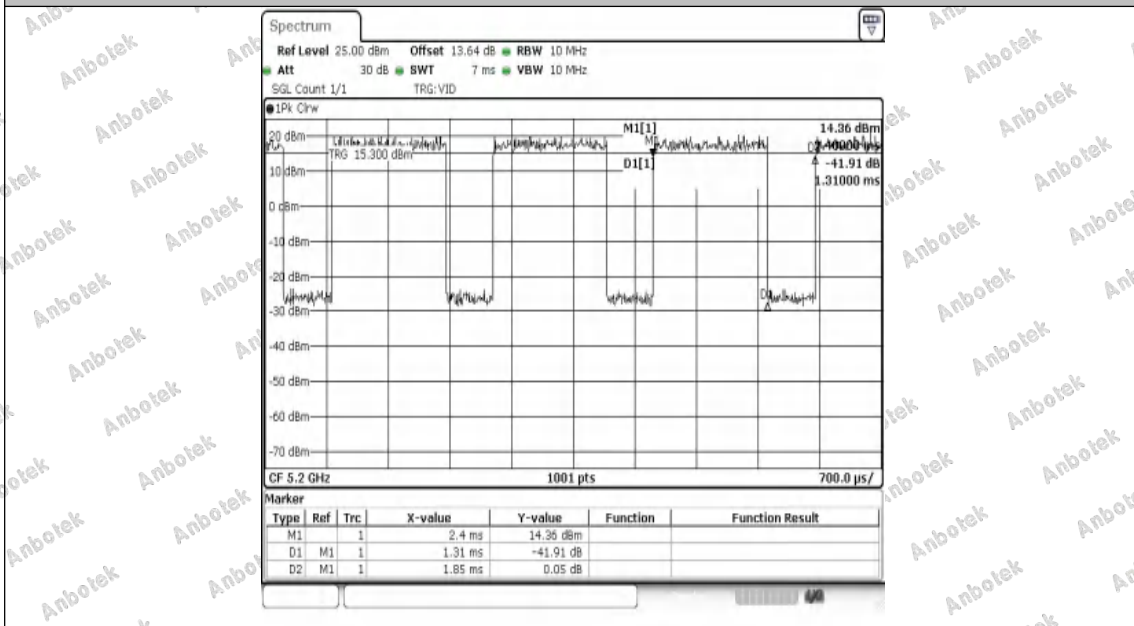 Spectrum
Ref Level 25.00 dBm Offset 13.64 dB RBW 10 MHz
Att 30 dB SWT 7 ms VBW 10 MHz
SGL Count 1/1 TRG:VID
1Pk Clrw
M1[1] 14.36 dBm
2.40000 ms
D1[1] -41.91 dB
1.31000 ms
20 dBm
TRG 15.300 dBm
10 dBm
0 dBm
-10 dBm
-20 dBm
-30 dBm
-40 dBm
-50 dBm
-60 dBm
-70 dBm
CF 5.2 GHz 1001 pts 700.0 µs/
Marker
Type Ref Trc X-value Y-value Function Function Result
M1 1 2.4 ms 14.36 dBm
D1 M1 1 1.31 ms -41.91 dB
D2 M1 1 1.85 ms 0.05 dB
Anbotek